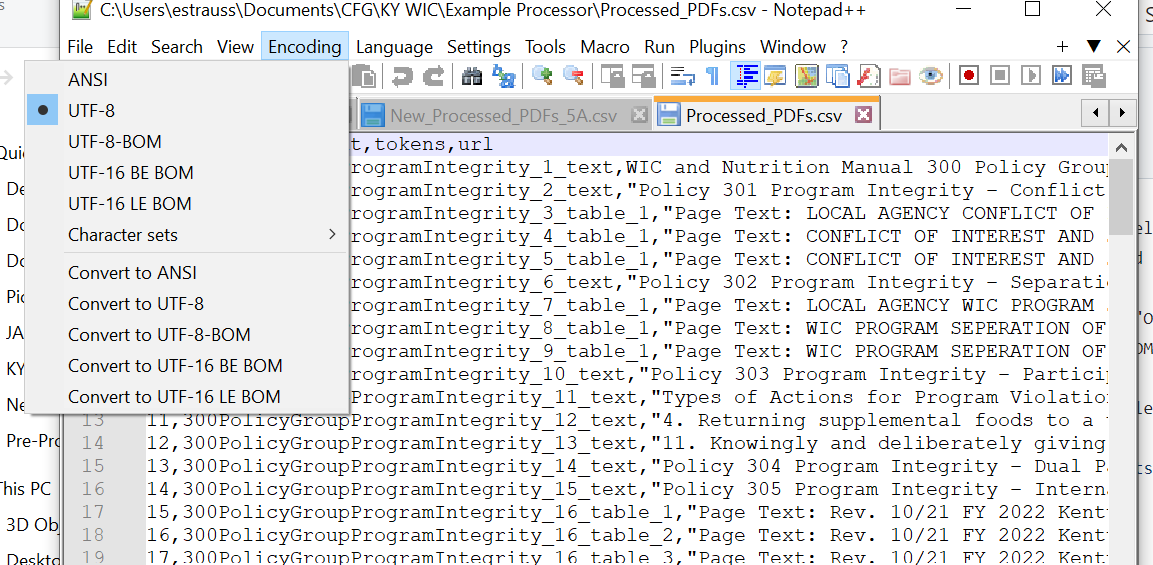 C:\Users\estrauss\Documents\CFG\KY WIC\Example Processor\Processed_PDFs.csv - Notepad++
File Edit Search View Encoding Language Settings Tools Macro Run Plugins Window ?
ANSI
UTF-8
UTF-8-BOM
UTF-16 BE BOM
UTF-16 LE BOM
Character sets
Convert to ANSI
Convert to UTF-8
Convert to UTF-8-BOM
Convert to UTF-16 BE BOM
Convert to UTF-16 LE BOM
New_Processed_PDFs_5A.csv Processed_PDFs.csv
t,tokens,url
rogramIntegrity_1_text,WIC and Nutrition Manual 300 Policy Group
rogramIntegrity_2_text,"Policy 301 Program Integrity – Conflict
rogramIntegrity_3_table_1,"Page Text: LOCAL AGENCY CONFLICT OF
rogramIntegrity_4_table_1,"Page Text: CONFLICT OF INTEREST AND
rogramIntegrity_5_table_1,"Page Text: CONFLICT OF INTEREST AND
rogramIntegrity_6_text,"Policy 302 Program Integrity – Separati
rogramIntegrity_7_table_1,"Page Text: LOCAL AGENCY WIC PROGRAM
rogramIntegrity_8_table_1,"Page Text: WIC PROGRAM SEPERATION OF
rogramIntegrity_9_table_1,"Page Text: WIC PROGRAM SEPERATION OF
rogramIntegrity_10_text,"Policy 303 Program Integrity – Particip
rogramIntegrity_11_text,"Types of Actions for Program Violation
13 11,300PolicyGroupProgramIntegrity_12_text,"4. Returning supplemental foods to a
14 12,300PolicyGroupProgramIntegrity_13_text,"11. Knowingly and deliberately giving
15 13,300PolicyGroupProgramIntegrity_14_text,"Policy 304 Program Integrity – Dual P
16 14,300PolicyGroupProgramIntegrity_15_text,"Policy 305 Program Integrity – Intern
17 15,300PolicyGroupProgramIntegrity_16_table_1,"Page Text: Rev. 10/21 FY 2022 Kent
18 16,300PolicyGroupProgramIntegrity_16_table_2,"Page Text: Rev. 10/21 FY 2022 Kent
19 17,300PolicyGroupProgramIntegrity_16_table_3,"Page Text: Rev. 10/21 FY 2022 Kent
Qui
De
Do
Do
Pic
JA
KY
Ne
Pre-Pro
This PC
3D Obj
Deskto